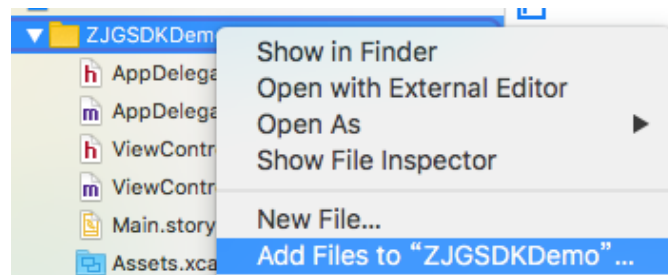 ZJGSDKDem
AppDelega
AppDelega
ViewContr
ViewContr
Main.story
Assets.xca
Show in Finder
Open with External Editor
Open As
Show File Inspector
New File...
Add Files to “ZJGSDKDemo”...